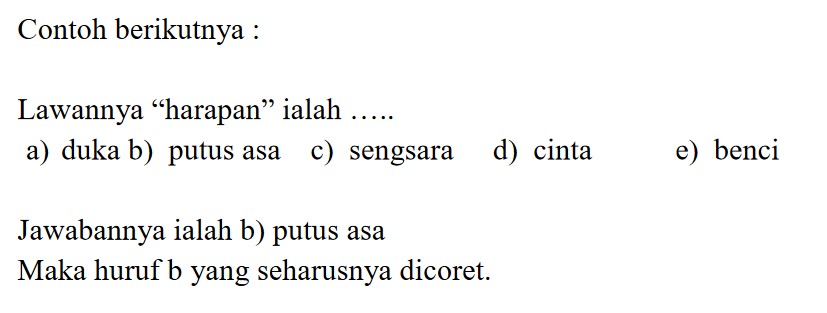 Contoh berikutnya :
Lawannya “harapan” ialah …..
a) duka b) putus asa c) sengsara d) cinta e) benci
Jawabannya ialah b) putus asa
Maka huruf b yang seharusnya dicoret.